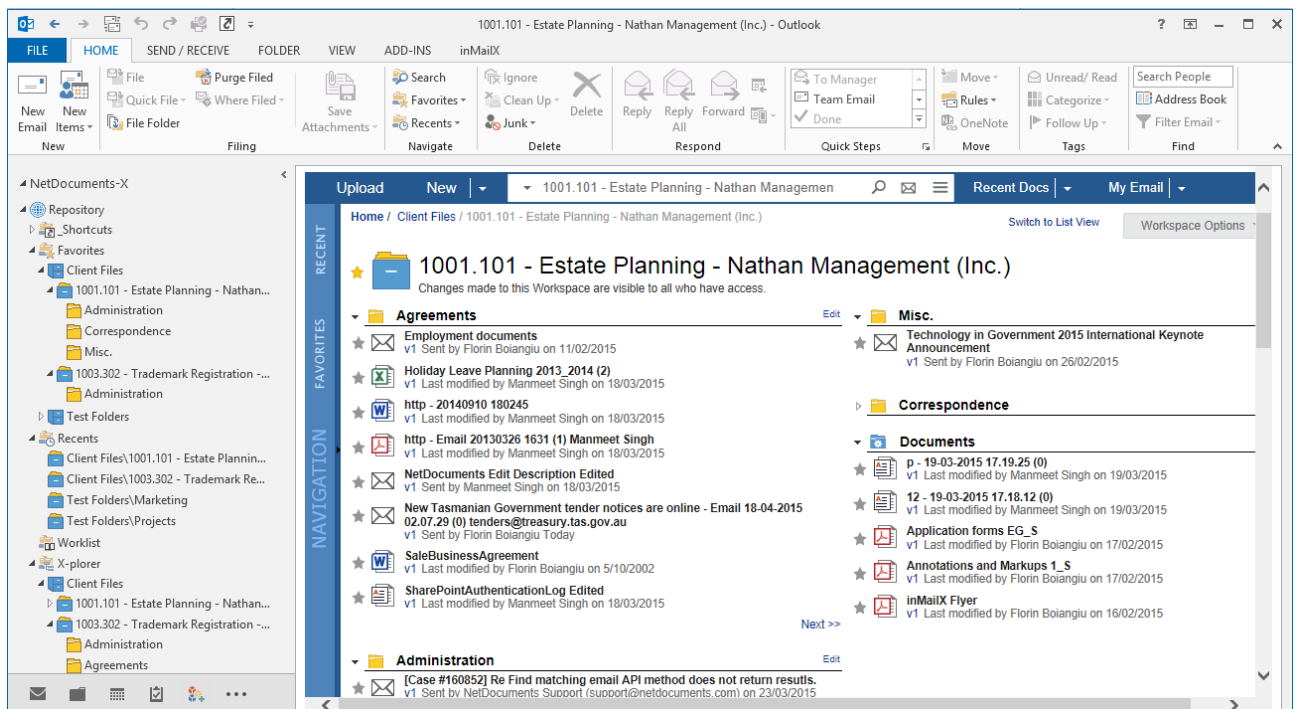 1001.101 - Estate Planning - Nathan Management (Inc.) - Outlook
FILE HOME SEND / RECEIVE FOLDER VIEW ADD-INS inMailX
New Email
New Items
New
File
Quick File
File Folder
Purge Filed
Where Filed
Filing
Save Attachments
Search
Favorites
Recents
Navigate
Ignore
Clean Up
Junk
Delete
Delete
Reply
Reply All
Forward
Respond
To Manager
Team Email
Done
Quick Steps
Move
Rules
OneNote
Move
Unread/ Read
Categorize
Follow Up
Tags
Search People
Address Book
Filter Email
Find
NetDocuments-X
Repository
_Shortcuts
Favorites
Client Files
1001.101 - Estate Planning - Nathan...
Administration
Correspondence
Misc.
1003.302 - Trademark Registration -...
Administration
Test Folders
Recents
Client Files\1001.101 - Estate Plannin...
Client Files\1003.302 - Trademark Re...
Test Folders\Marketing
Test Folders\Projects
Worklist
X-plorer
Client Files
1001.101 - Estate Planning - Nathan...
1003.302 - Trademark Registration -...
Administration
Agreements
RECENT
FAVORITES
NAVIGATION
Upload New 1001.101 - Estate Planning - Nathan Managemen Recent Docs My Email
Home / Client Files / 1001.101 - Estate Planning - Nathan Management (Inc.)
Switch to List View
Workspace Options
1001.101 - Estate Planning - Nathan Management (Inc.)
Changes made to this Workspace are visible to all who have access.
Agreements Edit
Employment documents
v1 Sent by Florin Boiangiu on 11/02/2015
Holiday Leave Planning 2013_2014 (2)
v1 Last modified by Manmeet Singh on 18/03/2015
http - 20140910 180245
v1 Last modified by Manmeet Singh on 18/03/2015
http - Email 20130326 1631 (1) Manmeet Singh
v1 Last modified by Manmeet Singh on 18/03/2015
NetDocuments Edit Description Edited
v1 Sent by Manmeet Singh on 18/03/2015
New Tasmanian Government tender notices are online - Email 18-04-2015
02.07.29 (0) tenders@treasury.tas.gov.au
v1 Sent by Florin Boiangiu Today
SaleBusinessAgreement
v1 Last modified by Florin Boiangiu on 5/10/2002
SharePointAuthenticationLog Edited
v1 Last modified by Manmeet Singh on 18/03/2015
Next >>
Administration Edit
[Case #160852] Re Find matching email API method does not return resutls.
v1 Sent by NetDocuments Support (support@netdocuments.com) on 23/03/2015
Misc.
Technology in Government 2015 International Keynote
Announcement
v1 Sent by Florin Boiangiu on 26/02/2015
Correspondence
Documents
p - 19-03-2015 17.19.25 (0)
v1 Last modified by Manmeet Singh on 19/03/2015
12 - 19-03-2015 17.18.12 (0)
v1 Last modified by Manmeet Singh on 19/03/2015
Application forms EG_S
v1 Last modified by Florin Boiangiu on 17/02/2015
Annotations and Markups 1_S
v1 Last modified by Florin Boiangiu on 17/02/2015
inMailX Flyer
v1 Last modified by Florin Boiangiu on 16/02/2015